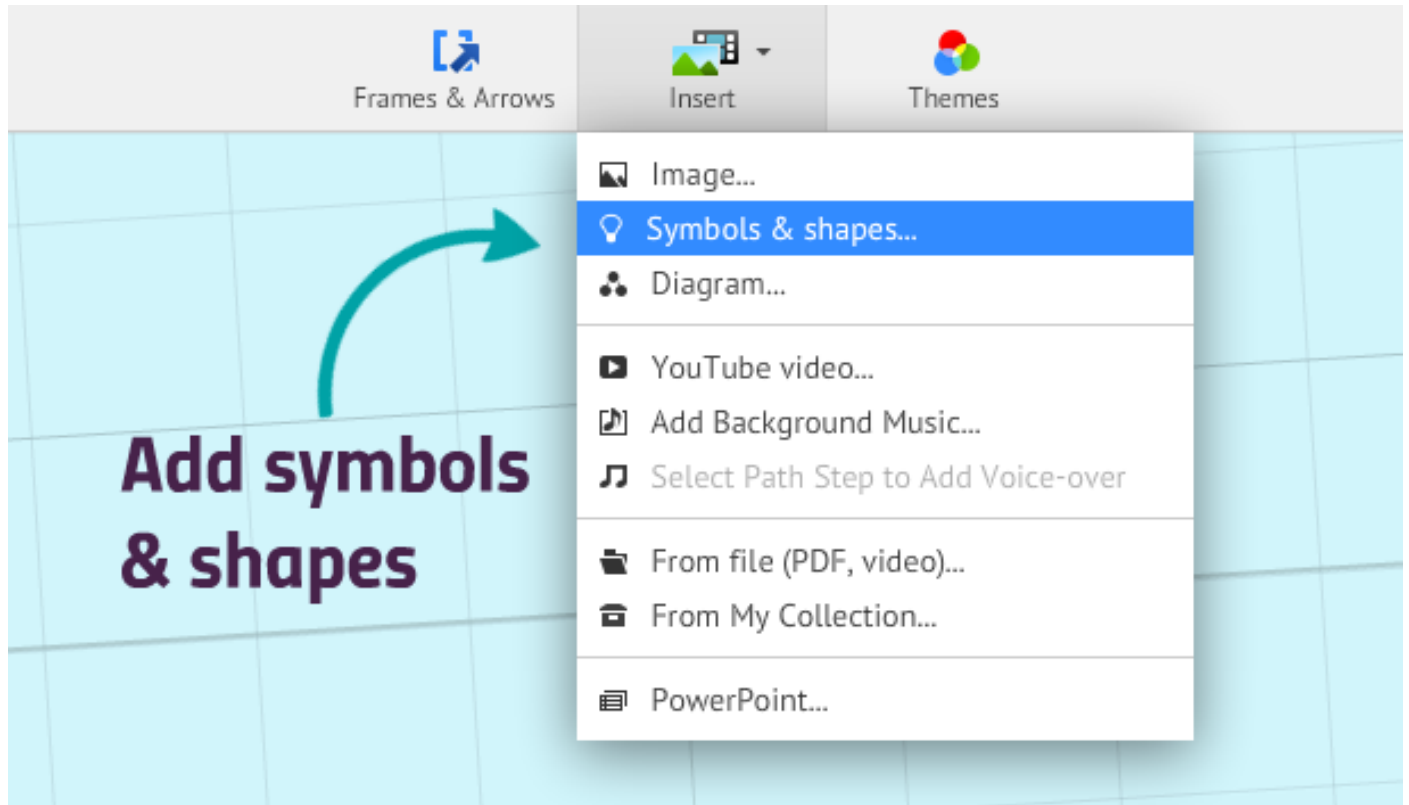 Frames & Arrows
Insert
Themes
Image...
Symbols & shapes...
Diagram...
YouTube video...
Add Background Music...
Select Path Step to Add Voice-over
From file (PDF, video)...
From My Collection...
PowerPoint...
Add symbols
& shapes